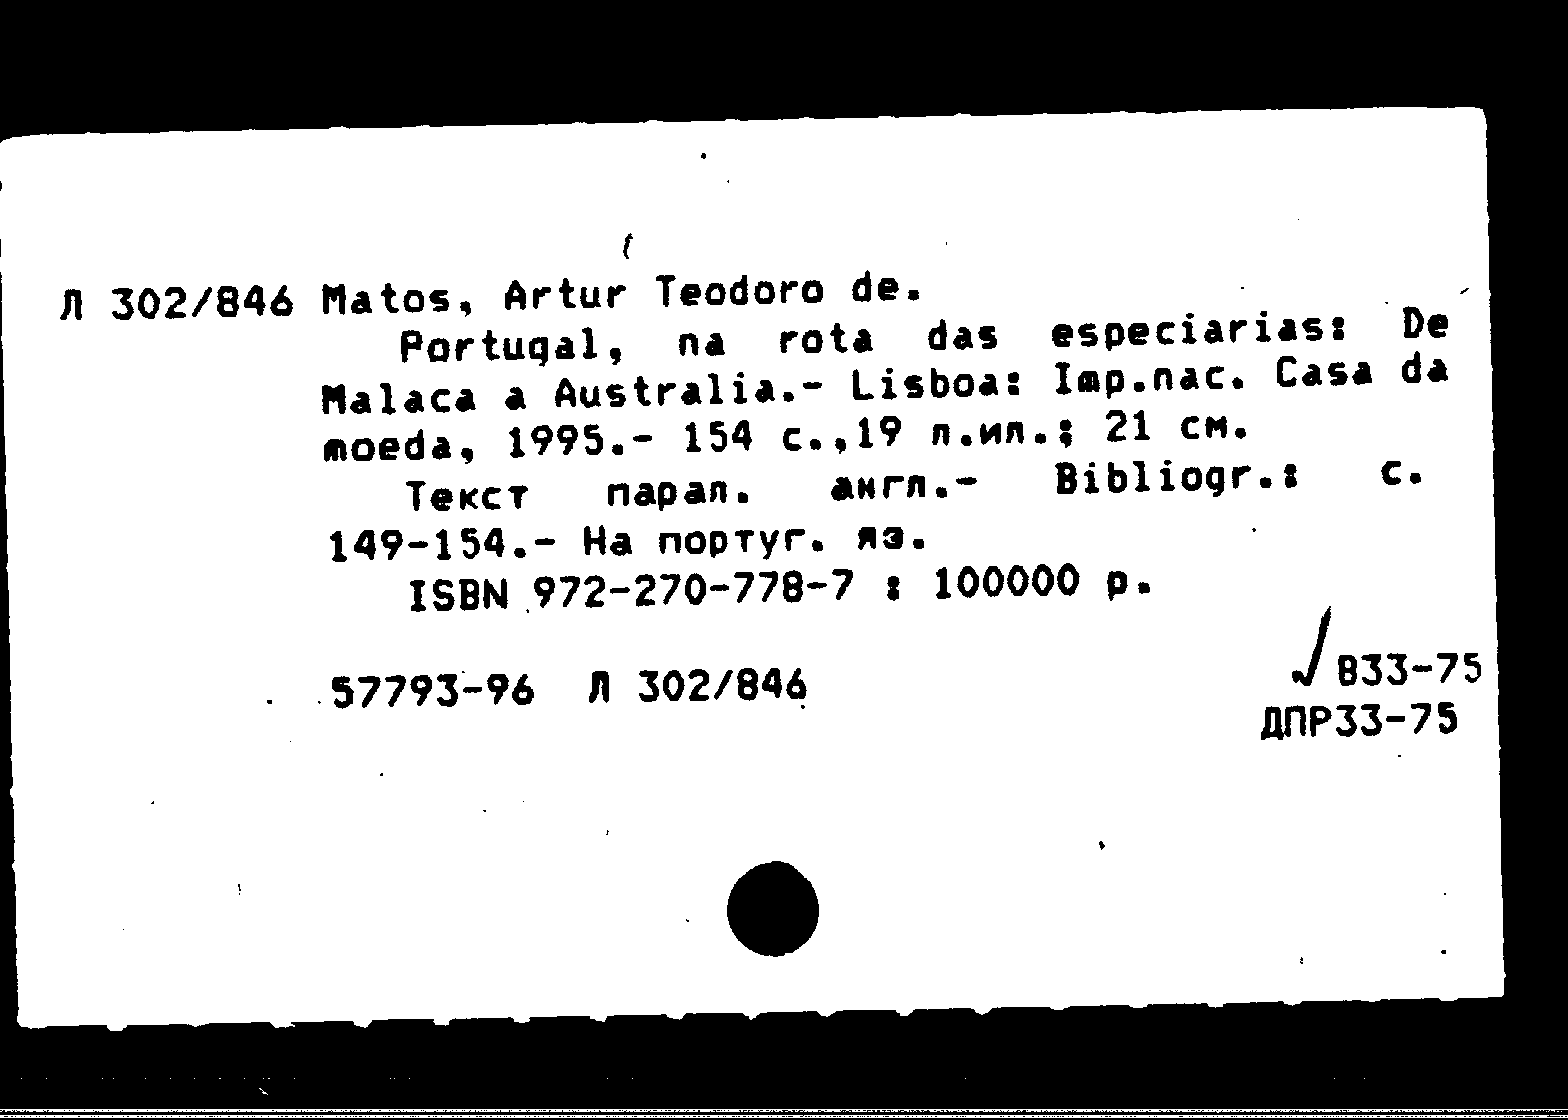 Л 302/846 Matos, Artur Teodoro de.
Portugal, na rota das especiarias: De
Malaca a Australia.- Lisboa: Imp.nac. Casa da
moeda, 1995.- 154 с.,19 л.ил.; 21 см.
Текст парал. англ.- Bibliogr.: с.
149-154.- На португ. яз.
ISBN 972-270-778-7 : 100000 р.
57793-96 Л 302/846
✓ В33-75
ДПР33-75